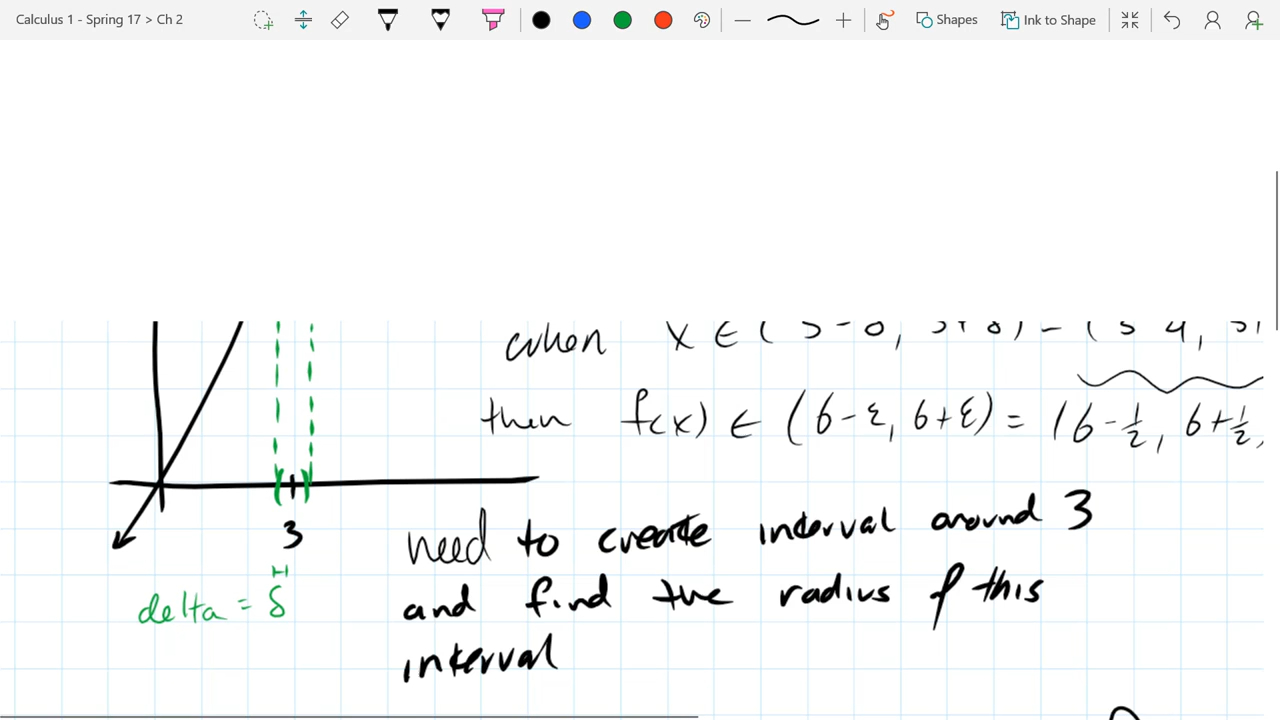 Calculus 1 - Spring 17 > Ch 2
Shapes
Ink to Shape
when x ∈ (3-δ, 3+δ) =
then f(x) ∈ (6-ε, 6+ε) = (6-½, 6+½,
3
need to create interval around 3
and find the radius of this
interval
delta = δ